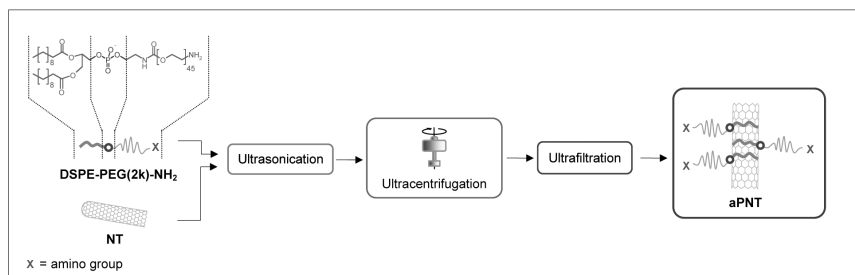 O
O
O
O
P
O
O⁻
O
O
N
H
O
O
NH₂
45
8
8
O
O
X
DSPE-PEG(2k)-NH₂
NT
X = amino group
Ultrasonication
Ultracentrifugation
Ultrafiltration
X
X
X
aPNT